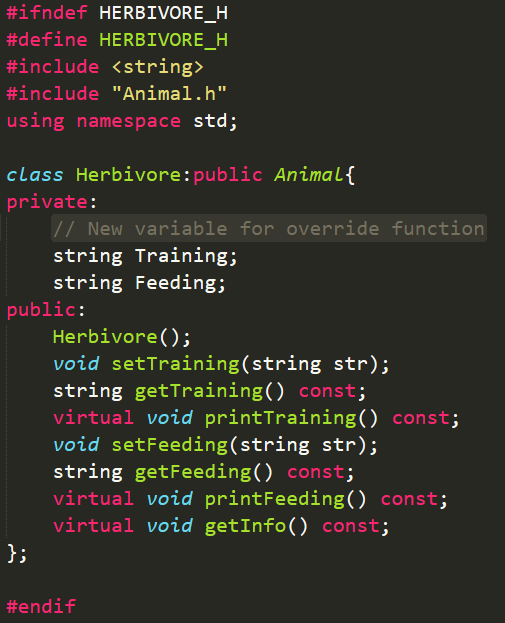 #ifndef HERBIVORE_H
#define HERBIVORE_H
#include <string>
#include "Animal.h"
using namespace std;

class Herbivore:public Animal{
private:
    // New variable for override function
    string Training;
    string Feeding;
public:
    Herbivore();
    void setTraining(string str);
    string getTraining() const;
    virtual void printTraining() const;
    void setFeeding(string str);
    string getFeeding() const;
    virtual void printFeeding() const;
    virtual void getInfo() const;
};

#endif